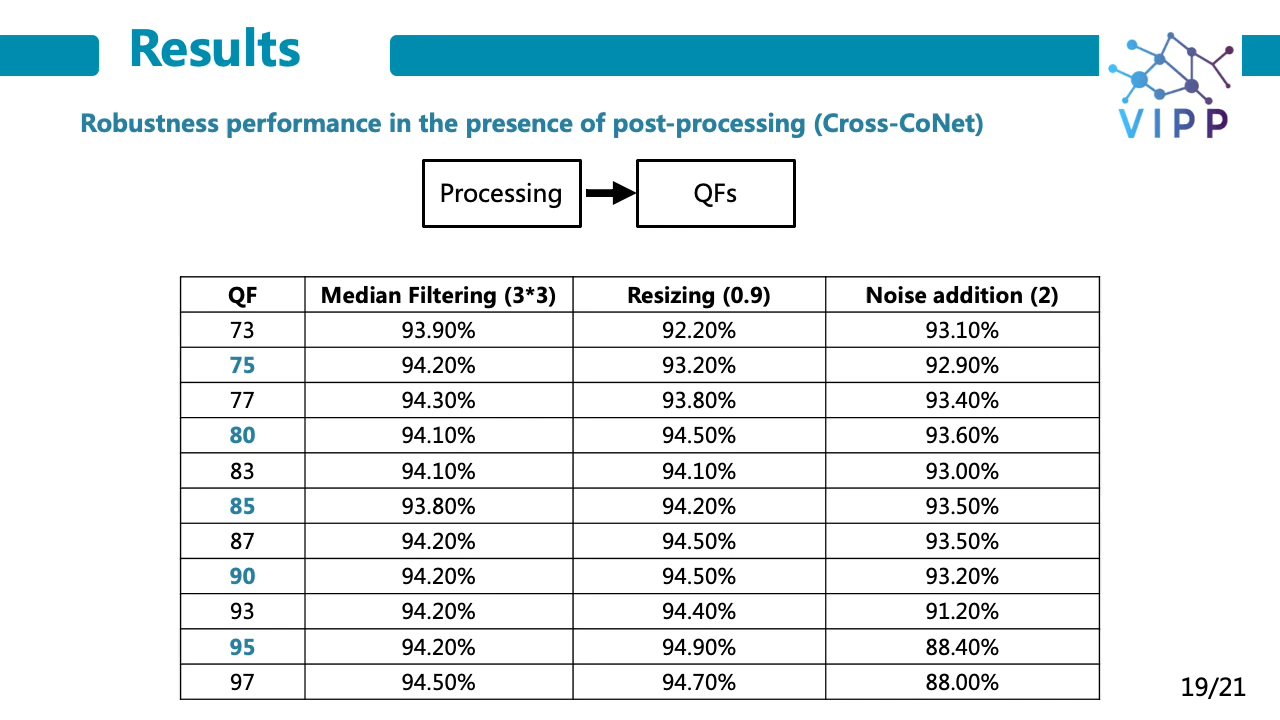 Results
VIPP
Robustness performance in the presence of post-processing (Cross-CoNet)
Processing QFs
QF Median Filtering (3*3) Resizing (0.9) Noise addition (2)
73 93.90% 92.20% 93.10%
75 94.20% 93.20% 92.90%
77 94.30% 93.80% 93.40%
80 94.10% 94.50% 93.60%
83 94.10% 94.10% 93.00%
85 93.80% 94.20% 93.50%
87 94.20% 94.50% 93.50%
90 94.20% 94.50% 93.20%
93 94.20% 94.40% 91.20%
95 94.20% 94.90% 88.40%
97 94.50% 94.70% 88.00%
19/21